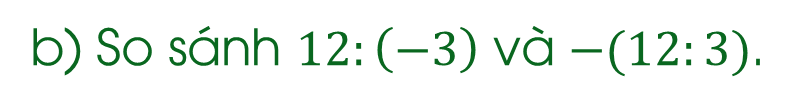 b) So sánh 12: (−3) và −(12: 3).